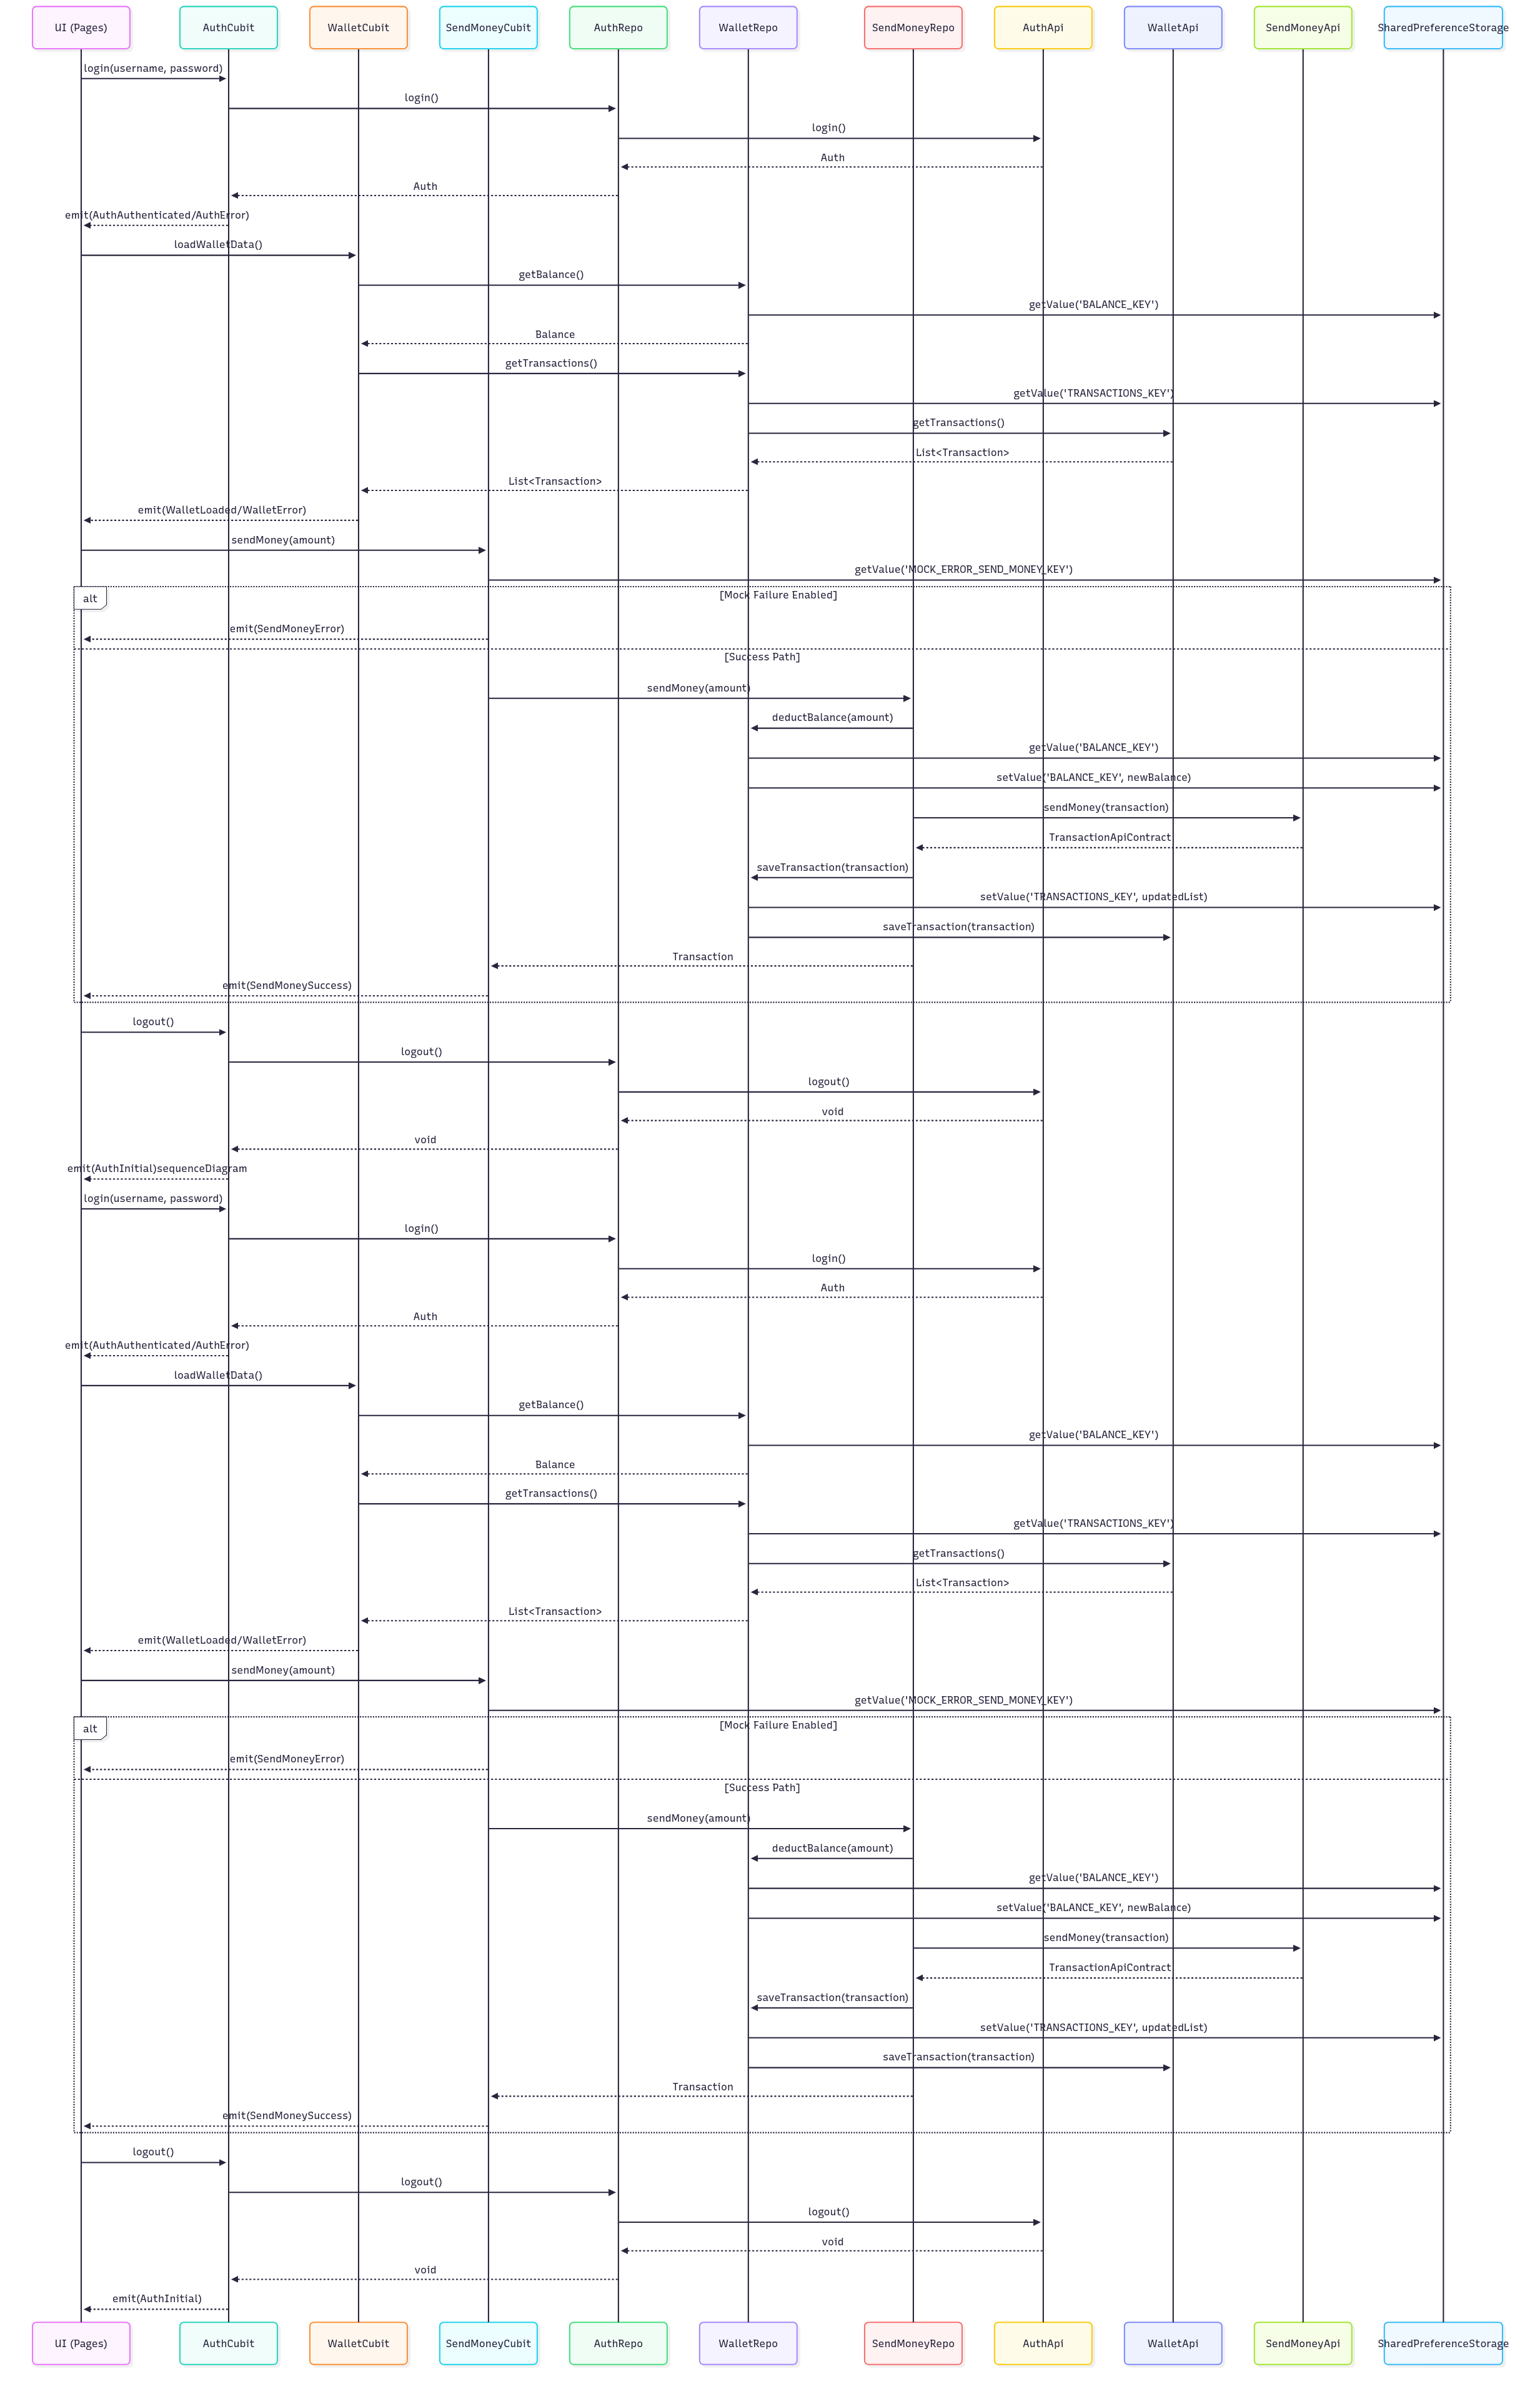 UI (Pages)
AuthCubit
WalletCubit
SendMoneyCubit
AuthRepo
WalletRepo
SendMoneyRepo
AuthApi
WalletApi
SendMoneyApi
SharedPreferenceStorage
login(username, password)
login()
login()
Auth
Auth
emit(AuthAuthenticated/AuthError)
loadWalletData()
getBalance()
getValue('BALANCE_KEY')
Balance
getTransactions()
getValue('TRANSACTIONS_KEY')
getTransactions()
List<Transaction>
List<Transaction>
emit(WalletLoaded/WalletError)
sendMoney(amount)
getValue('MOCK_ERROR_SEND_MONEY_KEY')
alt
[Mock Failure Enabled]
emit(SendMoneyError)
[Success Path]
sendMoney(amount)
deductBalance(amount)
getValue('BALANCE_KEY')
setValue('BALANCE_KEY', newBalance)
sendMoney(transaction)
TransactionApiContract
saveTransaction(transaction)
setValue('TRANSACTIONS_KEY', updatedList)
saveTransaction(transaction)
Transaction
emit(SendMoneySuccess)
logout()
logout()
logout()
void
void
emit(AuthInitial)sequenceDiagram
login(username, password)
login()
login()
Auth
Auth
emit(AuthAuthenticated/AuthError)
loadWalletData()
getBalance()
getValue('BALANCE_KEY')
Balance
getTransactions()
getValue('TRANSACTIONS_KEY')
getTransactions()
List<Transaction>
List<Transaction>
emit(WalletLoaded/WalletError)
sendMoney(amount)
getValue('MOCK_ERROR_SEND_MONEY_KEY')
alt
[Mock Failure Enabled]
emit(SendMoneyError)
[Success Path]
sendMoney(amount)
deductBalance(amount)
getValue('BALANCE_KEY')
setValue('BALANCE_KEY', newBalance)
sendMoney(transaction)
TransactionApiContract
saveTransaction(transaction)
setValue('TRANSACTIONS_KEY', updatedList)
saveTransaction(transaction)
Transaction
emit(SendMoneySuccess)
logout()
logout()
logout()
void
void
emit(AuthInitial)
UI (Pages)
AuthCubit
WalletCubit
SendMoneyCubit
AuthRepo
WalletRepo
SendMoneyRepo
AuthApi
WalletApi
SendMoneyApi
SharedPreferenceStorage